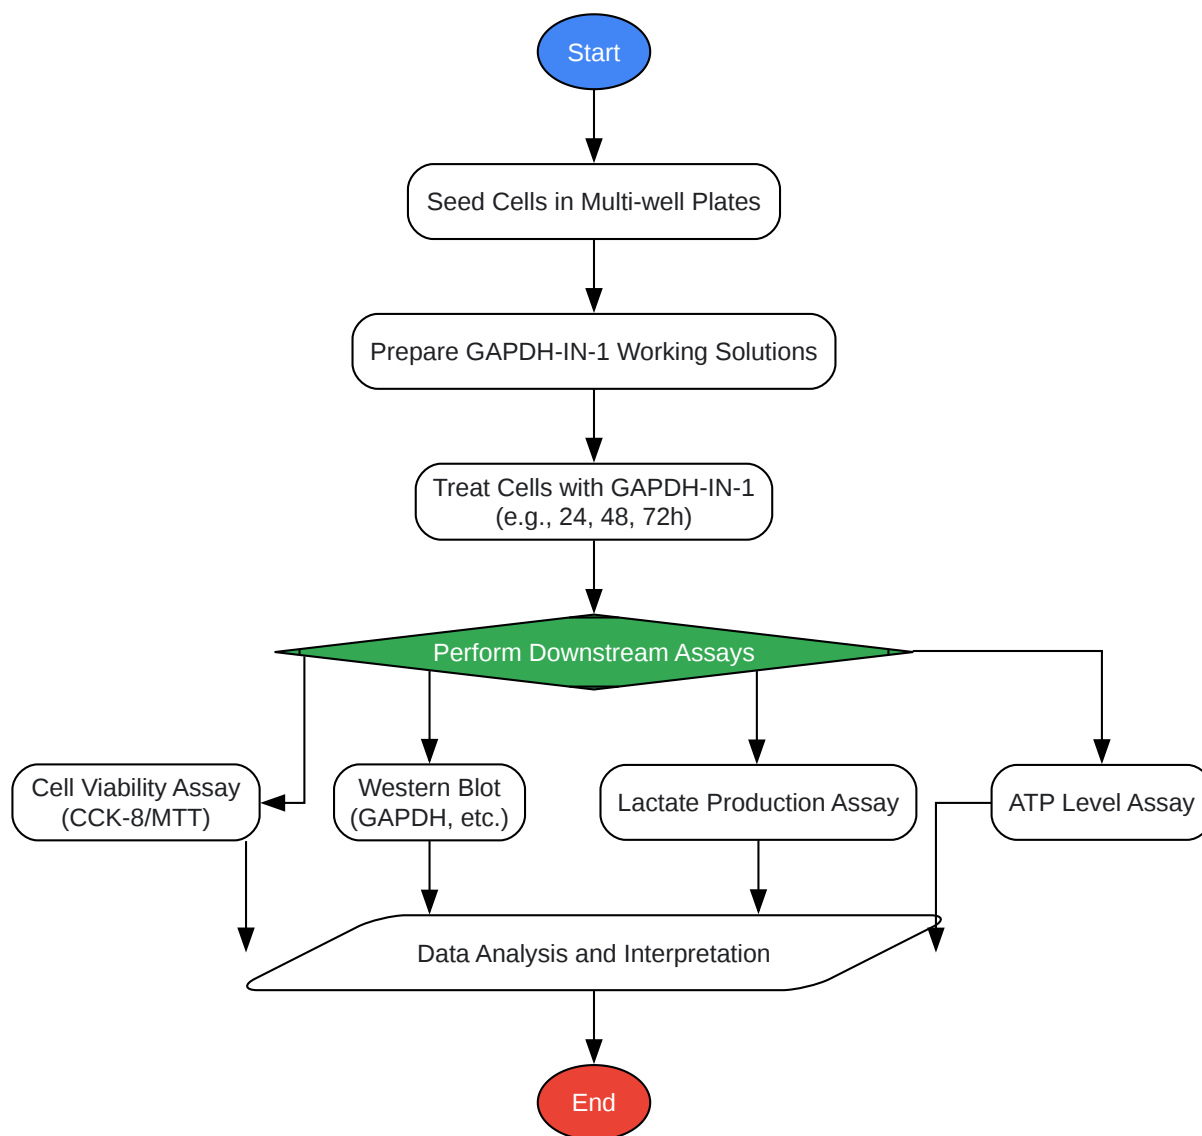 Start
Seed Cells in Multi-well Plates
Prepare GAPDH-IN-1 Working Solutions
Treat Cells with GAPDH-IN-1
(e.g., 24, 48, 72h)
Perform Downstream Assays
Cell Viability Assay
(CCK-8/MTT)
Western Blot
(GAPDH, etc.)
Lactate Production Assay
ATP Level Assay
Data Analysis and Interpretation
End